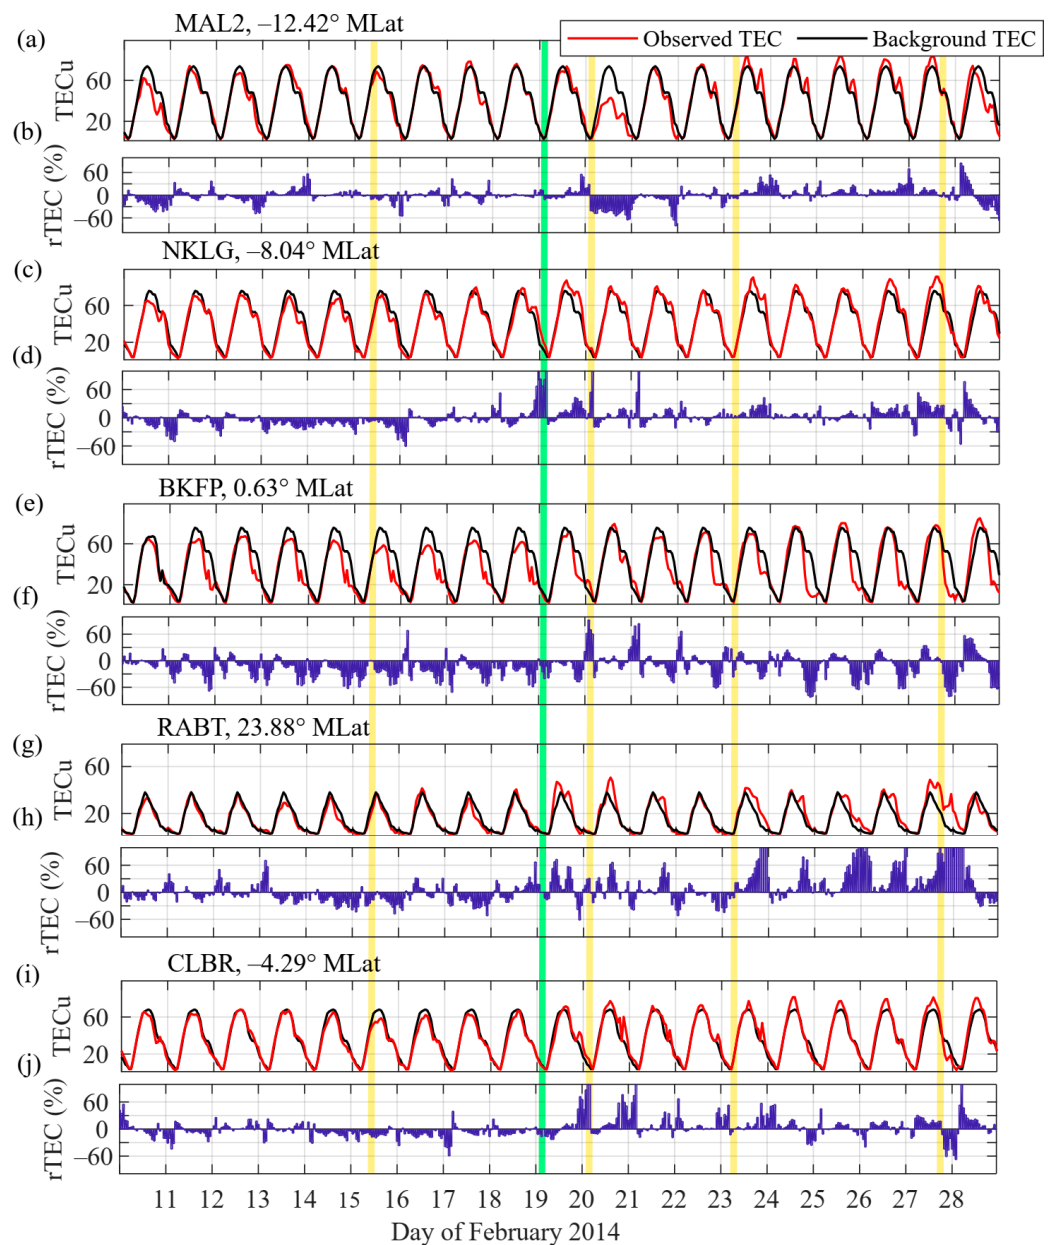 MAL2, –12.42° MLat
(a)
Observed TEC
Background TEC
TECu
60
20
(b)
rTEC (%)
60
0
–60
NKLG, –8.04° MLat
(c)
TECu
60
20
(d)
rTEC (%)
60
0
–60
BKFP, 0.63° MLat
(e)
TECu
60
20
(f)
rTEC (%)
60
0
–60
RABT, 23.88° MLat
(g)
TECu
60
20
(h)
rTEC (%)
60
0
–60
CLBR, –4.29° MLat
(i)
TECu
60
20
(j)
rTEC (%)
60
0
–60
11 12 13 14 15 16 17 18 19 20 21 22 23 24 25 26 27 28
Day of February 2014